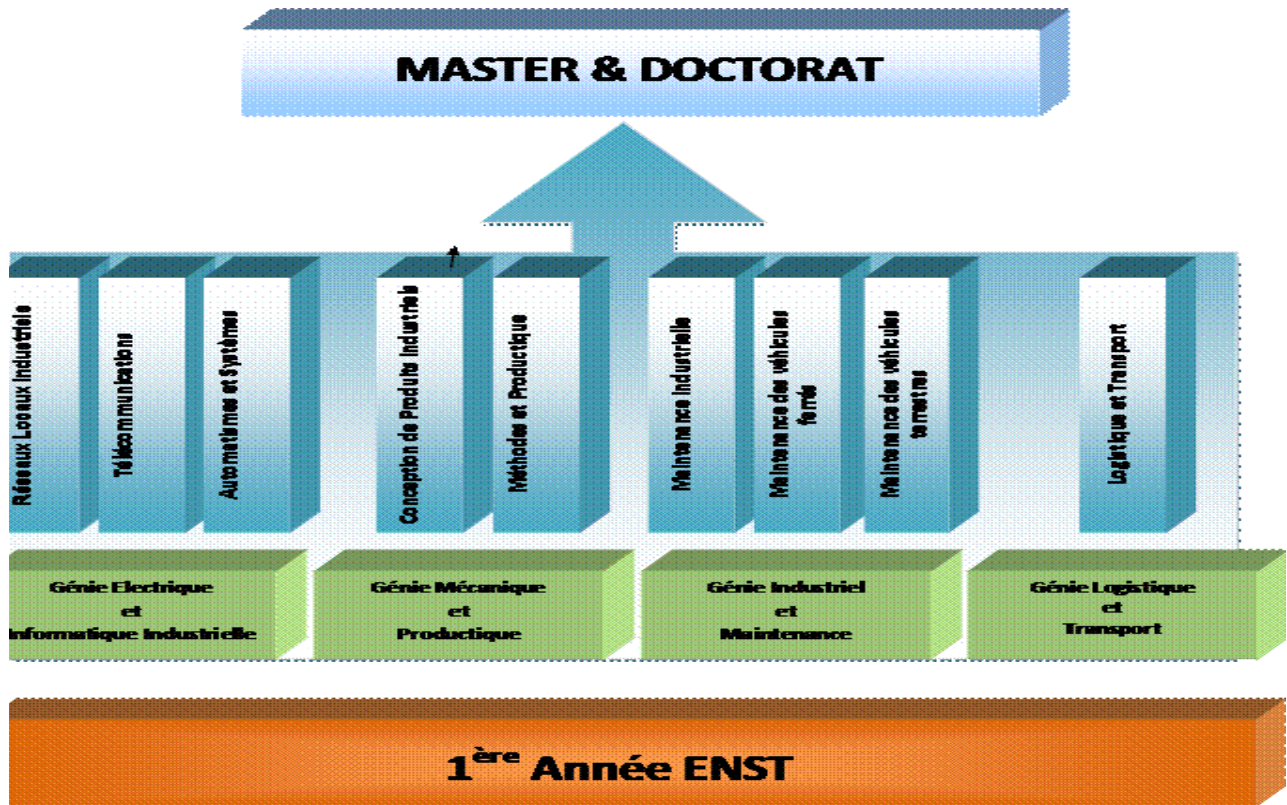 MASTER & DOCTORAT
Réseaux Locaux Industriels
Télécommunications
Automatismes et Systèmes
Conception de Produits Industriels
Méthodes et Productique
Maintenance Industrielle
Maintenance des véhicules
ferrés
Maintenance des véhicules
terrestres
Logistique et Transport
Génie Electrique
et
Informatique Industrielle
Génie Mécanique
et
Productique
Génie Industriel
et
Maintenance
Génie Logistique
et
Transport
1ère Année ENST